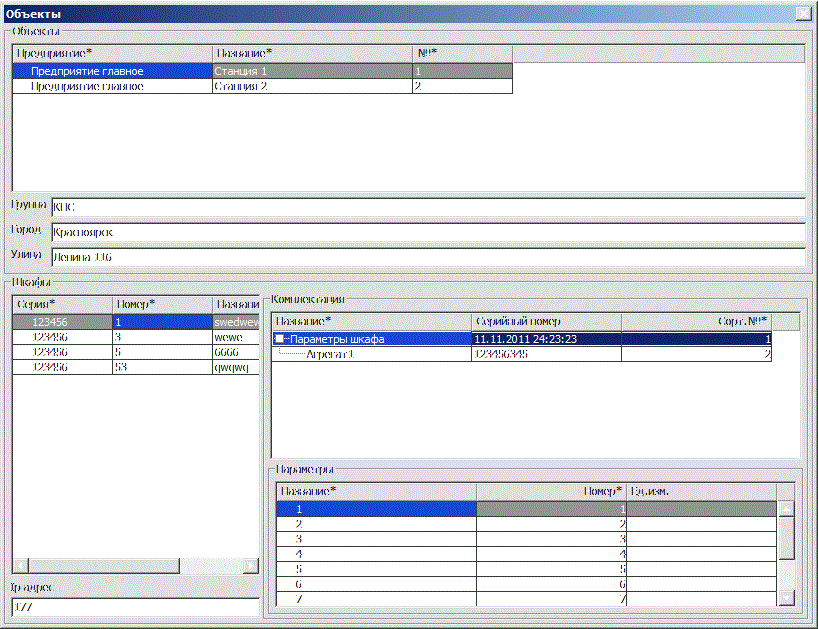 Объекты
Объекты
Предприятие* Название* №*
Предприятие главное Станция 1 1
Предприятие главное Станция 2 2
Группа КНС
Город Красноярск
Улица Ленина 116
Шкафы
Серия* Номер* Названи
123456 1 swedwew
123456 3 wewe
123456 5 6666
123456 53 qwqwq
Ip адрес
177
Комплектация
Название* Серийный номер Сорт.№*
Параметры шкафа 11.11.2011 24:23:23 1
Агрегат1 123456345 2
Параметры
Название* Номер* Ед.изм.
1 1
2 2
3 3
4 4
5 5
6 6
7 7